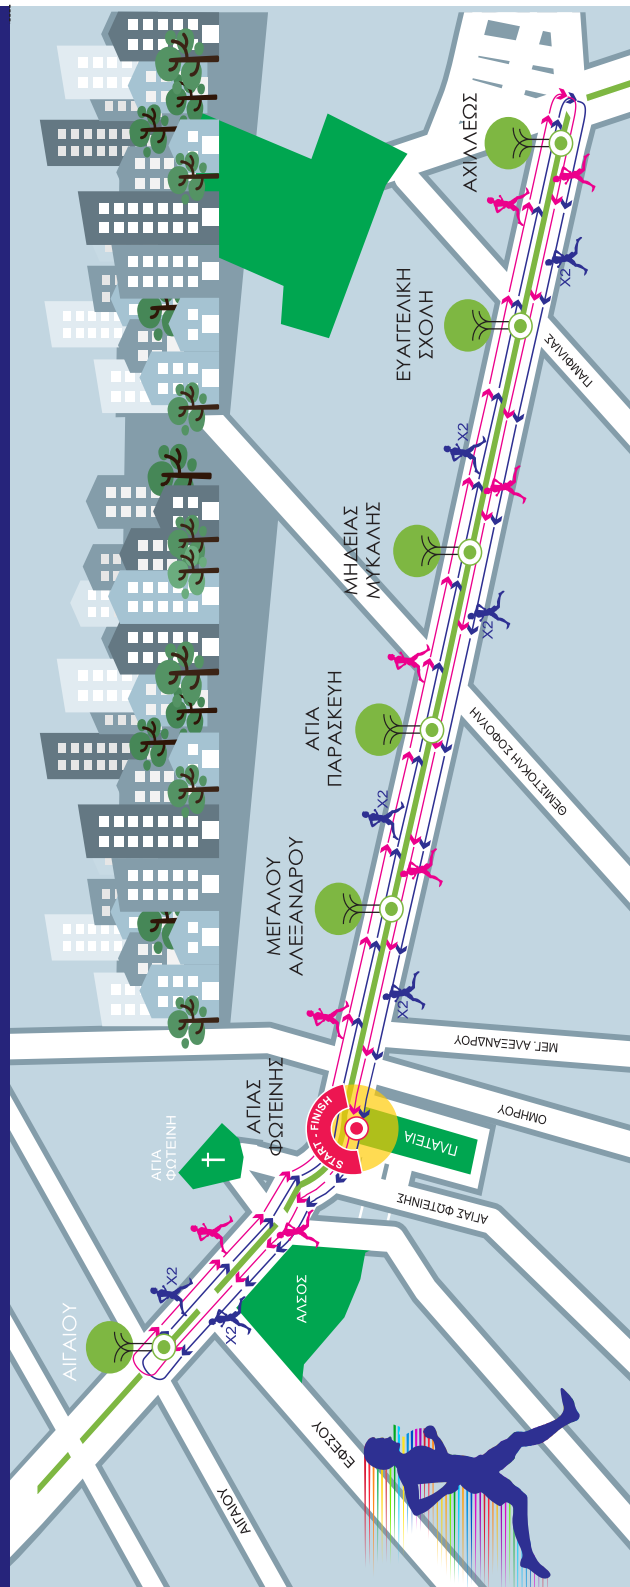 ΑΧΙΛΛΕΩΣ
X2
ΕΥΑΓΓΕΛΙΚΗ
ΣΧΟΛΗ
ΠΑΜΦΙΛΙΑΣ
X2
ΜΗΔΕΙΑΣ
ΜΥΚΑΛΗΣ
X2
ΑΓΙΑ
ΠΑΡΑΣΚΕΥΗ
ΘΕΜΙΣΤΟΚΛΗ ΣΟΦΟΥΛΗ
X2
ΜΕΓΑΛΟΥ
ΑΛΕΞΑΝΔΡΟΥ
X2
ΜΕΓ. ΑΛΕΞΑΝΔΡΟΥ
ΟΜΗΡΟΥ
ΑΓΙΑΣ
ΦΩΤΕΙΝΗΣ
START - FINISH
ΠΛΑΤΕΙΑ
ΑΓΙΑ
ΦΩΤΕΙΝΗ
ΑΓΙΑΣ ΦΩΤΕΙΝΗΣ
X2
X2
ΑΛΣΟΣ
ΑΙΓΑΙΟΥ
ΕΦΕΣΟΥ
ΑΙΓΑΙΟΥ